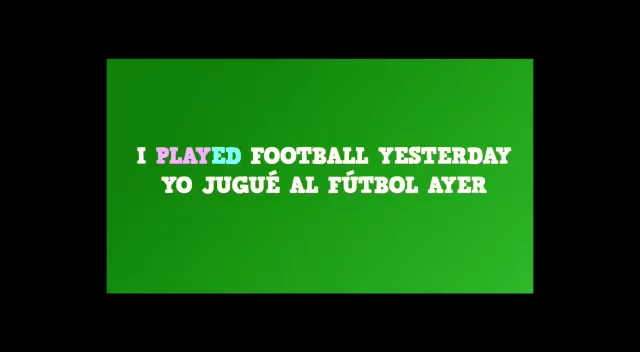 I PLAYED FOOTBALL YESTERDAY
YO JUGUÉ AL FÚTBOL AYER